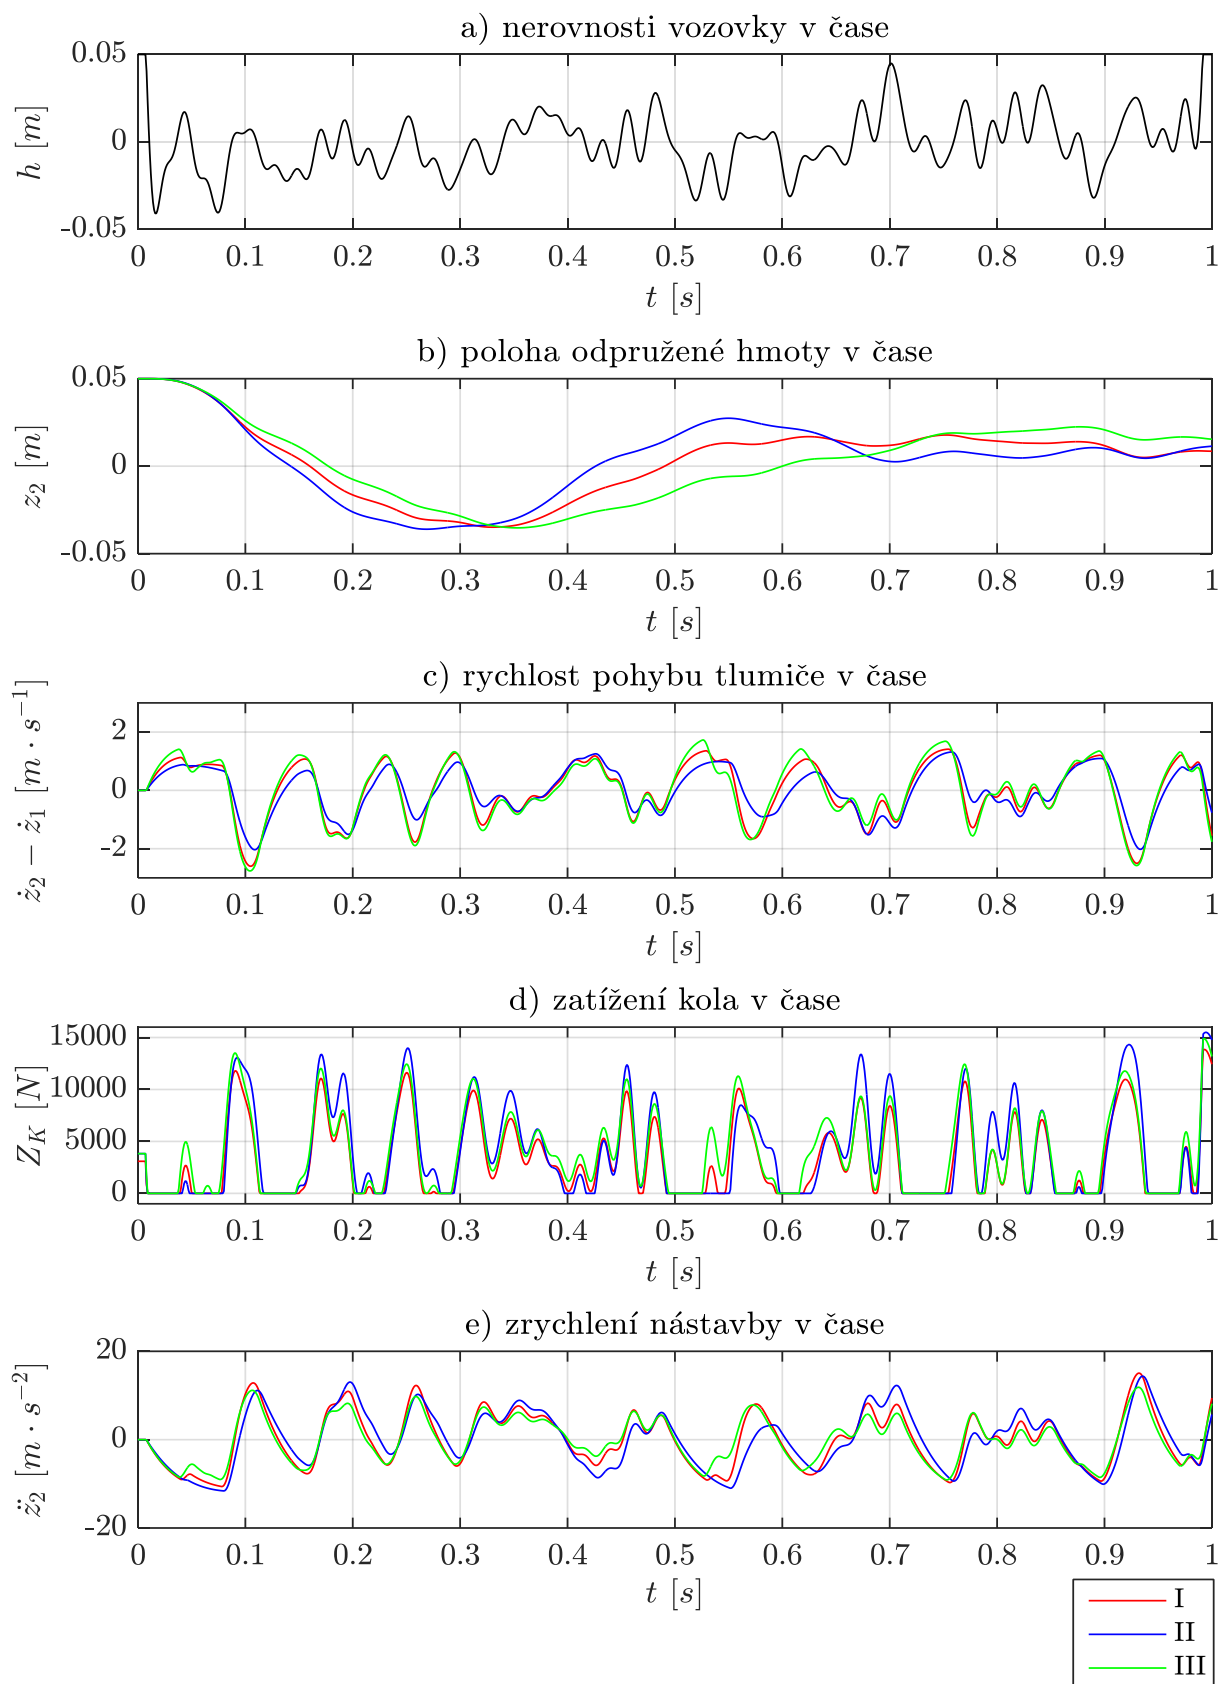 a) nerovnosti vozovky v čase
0.05
0
-0.05
h [m]
0 0.1 0.2 0.3 0.4 0.5 0.6 0.7 0.8 0.9 1
t [s]
b) poloha odpružené hmoty v čase
0.05
0
-0.05
z₂ [m]
0 0.1 0.2 0.3 0.4 0.5 0.6 0.7 0.8 0.9 1
t [s]
c) rychlost pohybu tlumiče v čase
2
0
-2
ż₂ − ż₁ [m · s⁻¹]
0 0.1 0.2 0.3 0.4 0.5 0.6 0.7 0.8 0.9 1
t [s]
d) zatížení kola v čase
15000
10000
5000
0
Z_K [N]
0 0.1 0.2 0.3 0.4 0.5 0.6 0.7 0.8 0.9 1
t [s]
e) zrychlení nástavby v čase
20
0
-20
z̈₂ [m · s⁻²]
0 0.1 0.2 0.3 0.4 0.5 0.6 0.7 0.8 0.9 1
t [s]
I
II
III